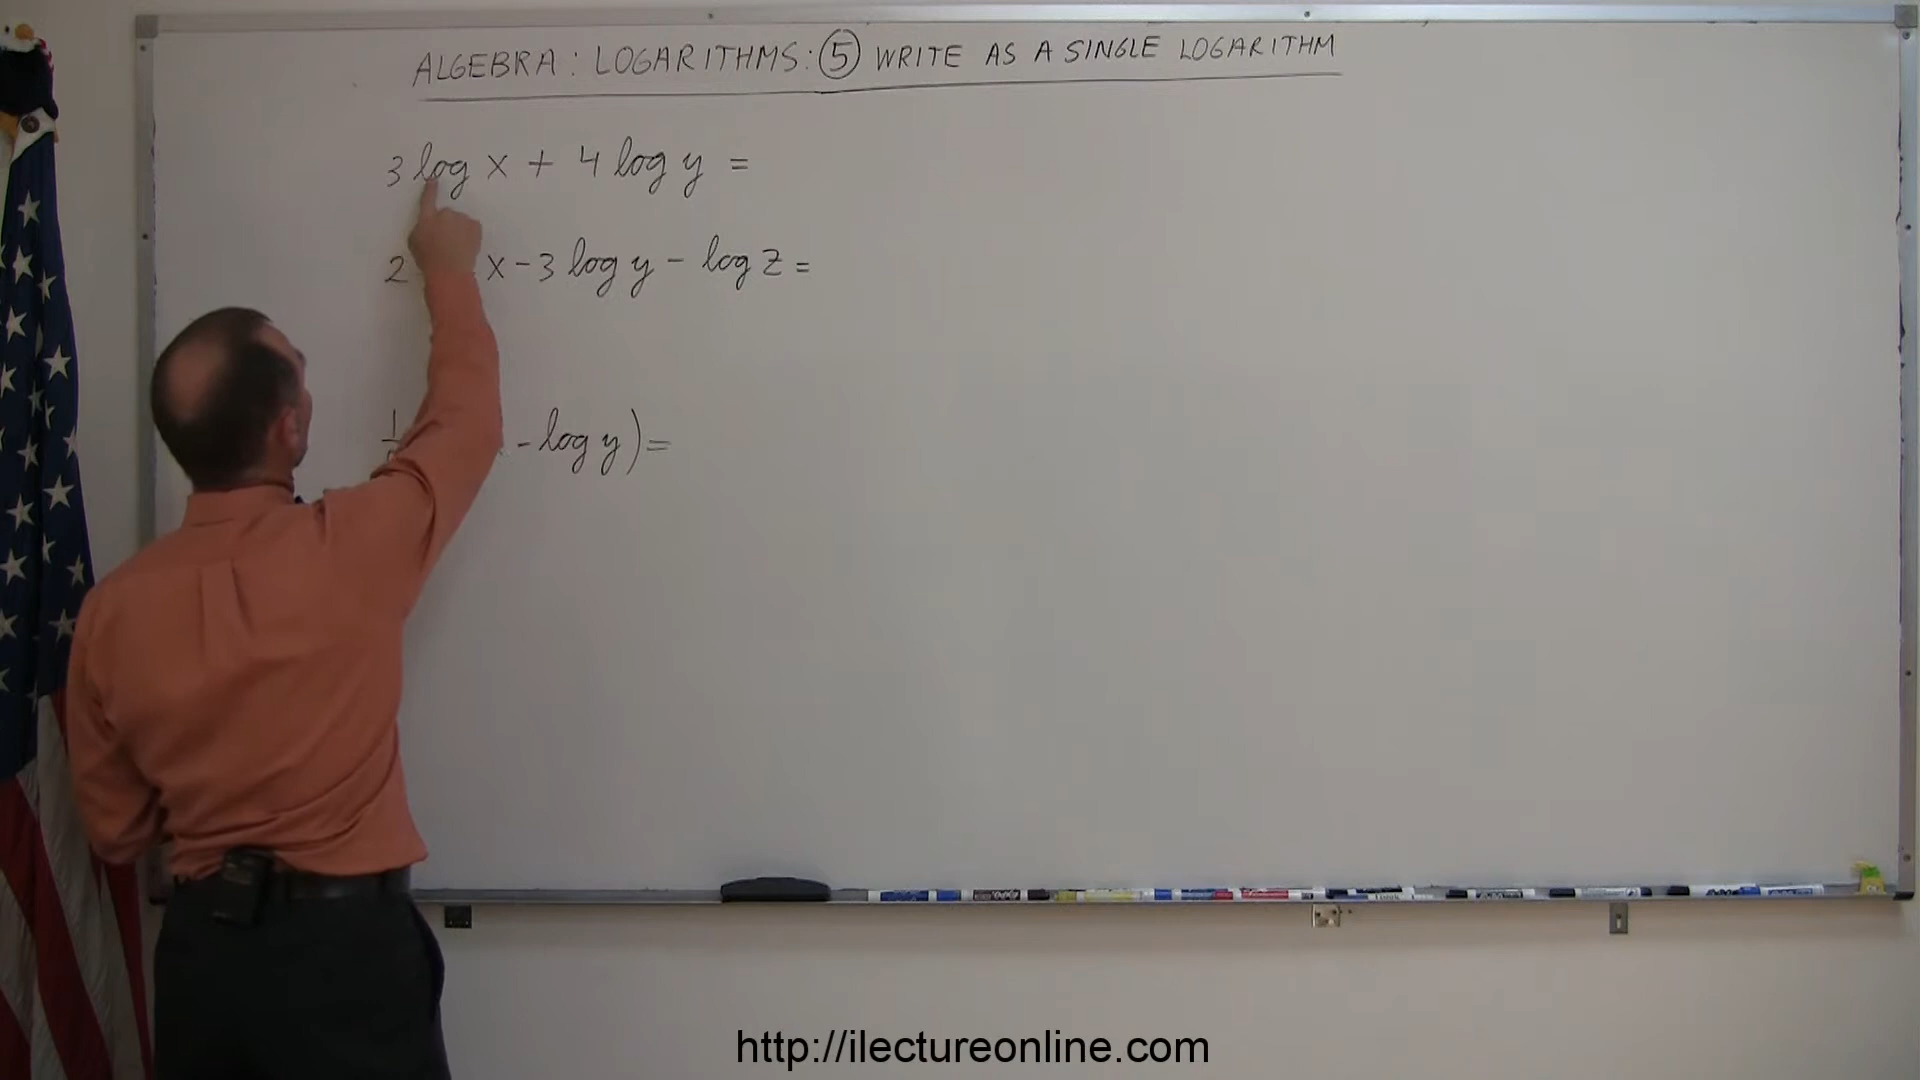 ALGEBRA: LOGARITHMS: ⑤ WRITE AS A SINGLE LOGARITHM
3 log x + 4 log y =
2 x - 3 log y - log z =
1 - log y) =
http://ilectureonline.com